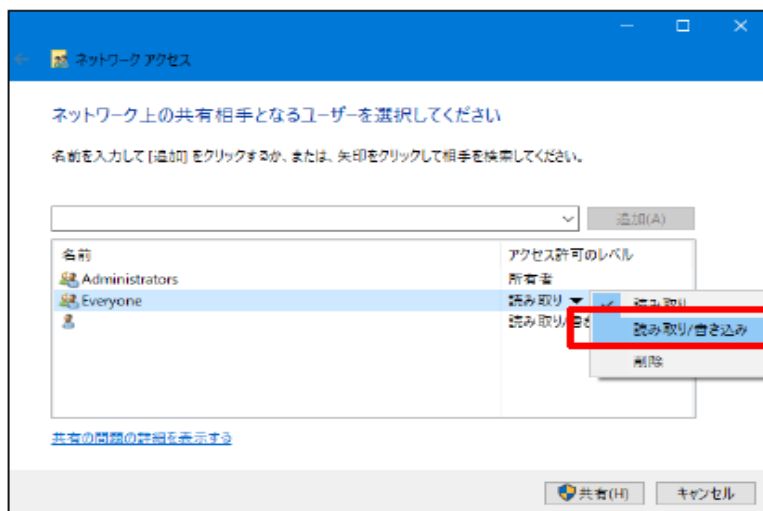 ネットワーク アクセス
ネットワーク上の共有相手となるユーザーを選択してください
名前を入力して [追加] をクリックするか、または、矢印をクリックして相手を検索してください。
追加(A)
名前 アクセス許可のレベル
Administrators 所有者
Everyone 読み取り ▼ ✓ 読み取り
読み取り/書き
読み取り/書き込み
削除
共有の問題の詳細を表示する
共有(H) キャンセル